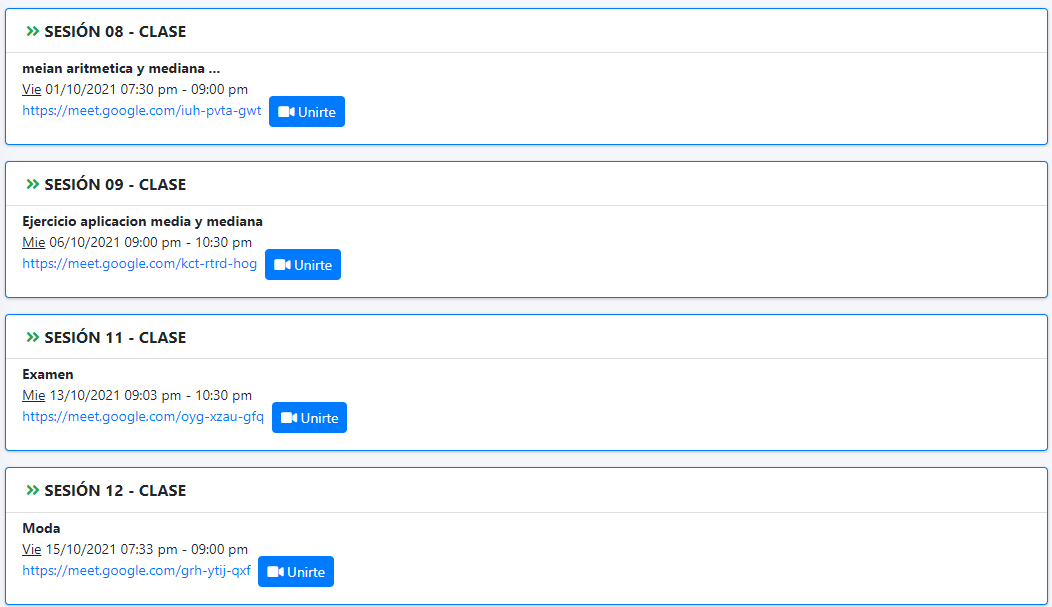 SESIÓN 08 - CLASE
meian aritmetica y mediana ...
Vie 01/10/2021 07:30 pm - 09:00 pm
https://meet.google.com/iuh-pvta-gwt Unirte
SESIÓN 09 - CLASE
Ejercicio aplicacion media y mediana
Mie 06/10/2021 09:00 pm - 10:30 pm
https://meet.google.com/kct-rtrd-hog Unirte
SESIÓN 11 - CLASE
Examen
Mie 13/10/2021 09:03 pm - 10:30 pm
https://meet.google.com/oyg-xzau-gfq Unirte
SESIÓN 12 - CLASE
Moda
Vie 15/10/2021 07:33 pm - 09:00 pm
https://meet.google.com/grh-ytij-qxf Unirte